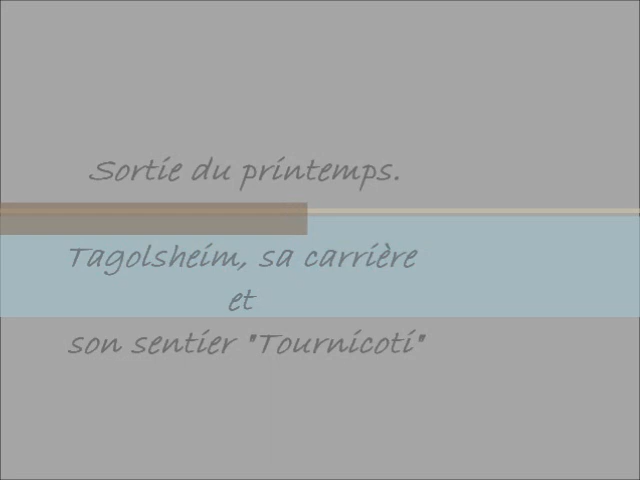 Sortie du printemps.
Tagolsheim, sa carrière
et
son sentier "Tournicoti"